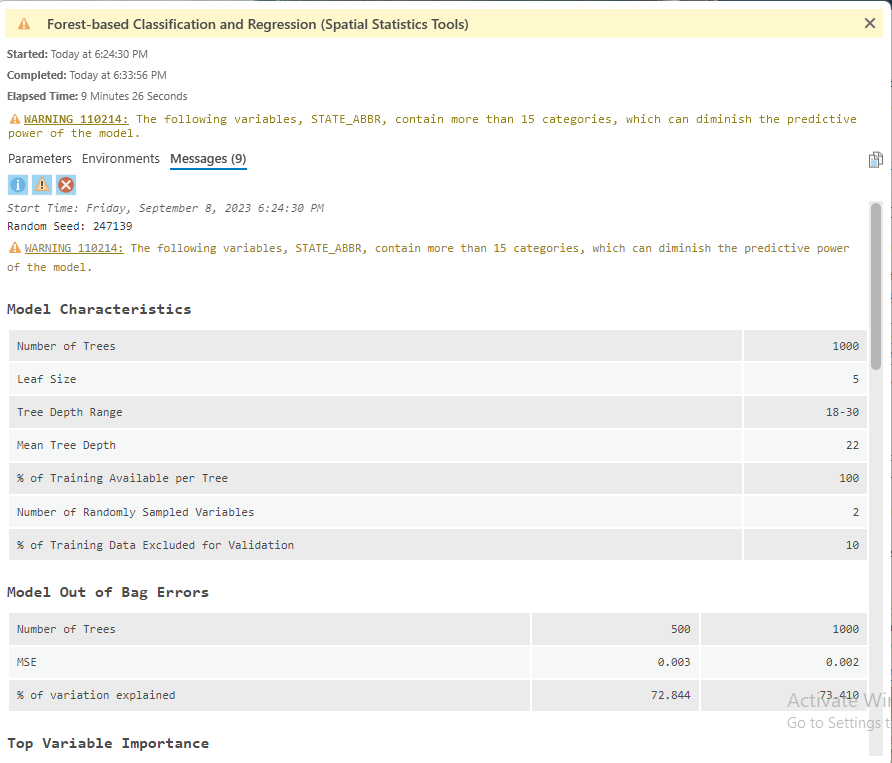 Forest-based Classification and Regression (Spatial Statistics Tools)
Started: Today at 6:24:30 PM
Completed: Today at 6:33:56 PM
Elapsed Time: 9 Minutes 26 Seconds
WARNING 110214: The following variables, STATE_ABBR, contain more than 15 categories, which can diminish the predictive
power of the model.
Parameters Environments Messages (9)
Start Time: Friday, September 8, 2023 6:24:30 PM
Random Seed: 247139
WARNING 110214: The following variables, STATE_ABBR, contain more than 15 categories, which can diminish the predictive power
of the model.
Model Characteristics
Number of Trees 1000
Leaf Size 5
Tree Depth Range 18-30
Mean Tree Depth 22
% of Training Available per Tree 100
Number of Randomly Sampled Variables 2
% of Training Data Excluded for Validation 10
Model Out of Bag Errors
Number of Trees 500 1000
MSE 0.003 0.002
% of variation explained 72.844 73.410
Activate Win
Go to Settings t
Top Variable Importance